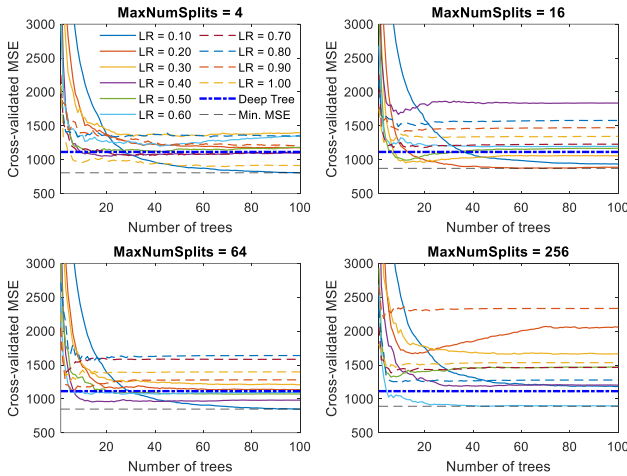 MaxNumSplits = 4
3000
2500
2000
1500
1000
500
Cross-validated MSE
LR = 0.10
LR = 0.20
LR = 0.30
LR = 0.40
LR = 0.50
LR = 0.60
LR = 0.70
LR = 0.80
LR = 0.90
LR = 1.00
Deep Tree
Min. MSE
20 40 60 80 100
Number of trees
MaxNumSplits = 16
3000
2500
2000
1500
1000
500
Cross-validated MSE
20 40 60 80 100
Number of trees
MaxNumSplits = 64
3000
2500
2000
1500
1000
500
Cross-validated MSE
20 40 60 80 100
Number of trees
MaxNumSplits = 256
3000
2500
2000
1500
1000
500
Cross-validated MSE
20 40 60 80 100
Number of trees